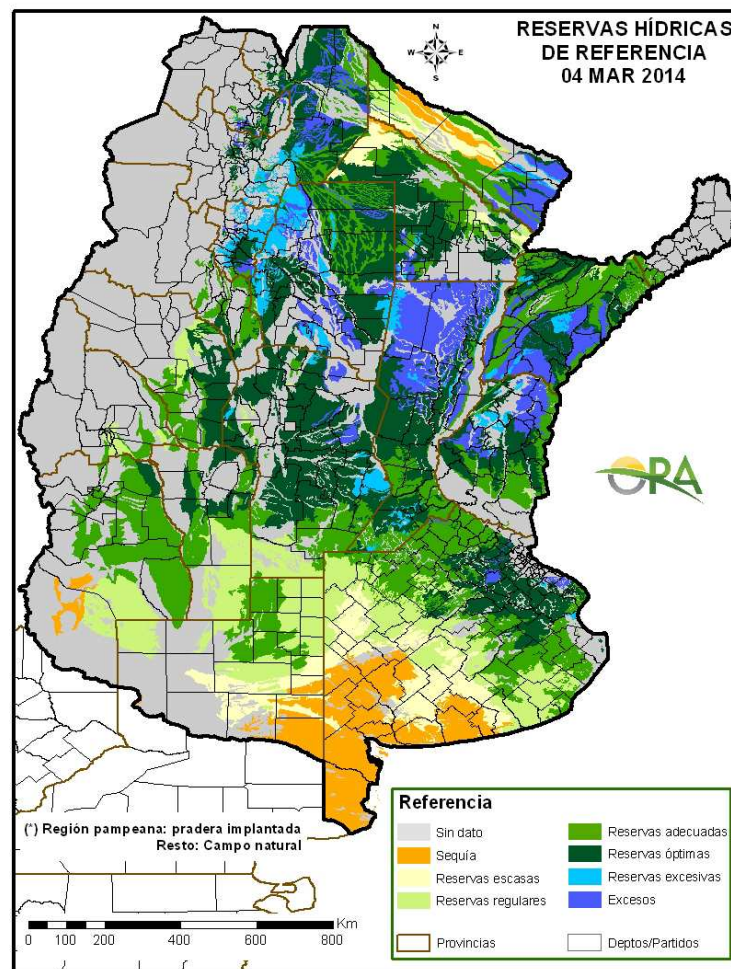 RESERVAS HÍDRICAS
DE REFERENCIA
04 MAR 2014
N
W E
S
ORA
(*) Región pampeana: pradera implantada
Resto: Campo natural
0 50 100 200 400 600 800 Km
Referencia
Sin dato
Sequía
Reservas escasas
Reservas regulares
Reservas adecuadas
Reservas óptimas
Reservas excesivas
Excesos
Provincias
Deptos/Partidos